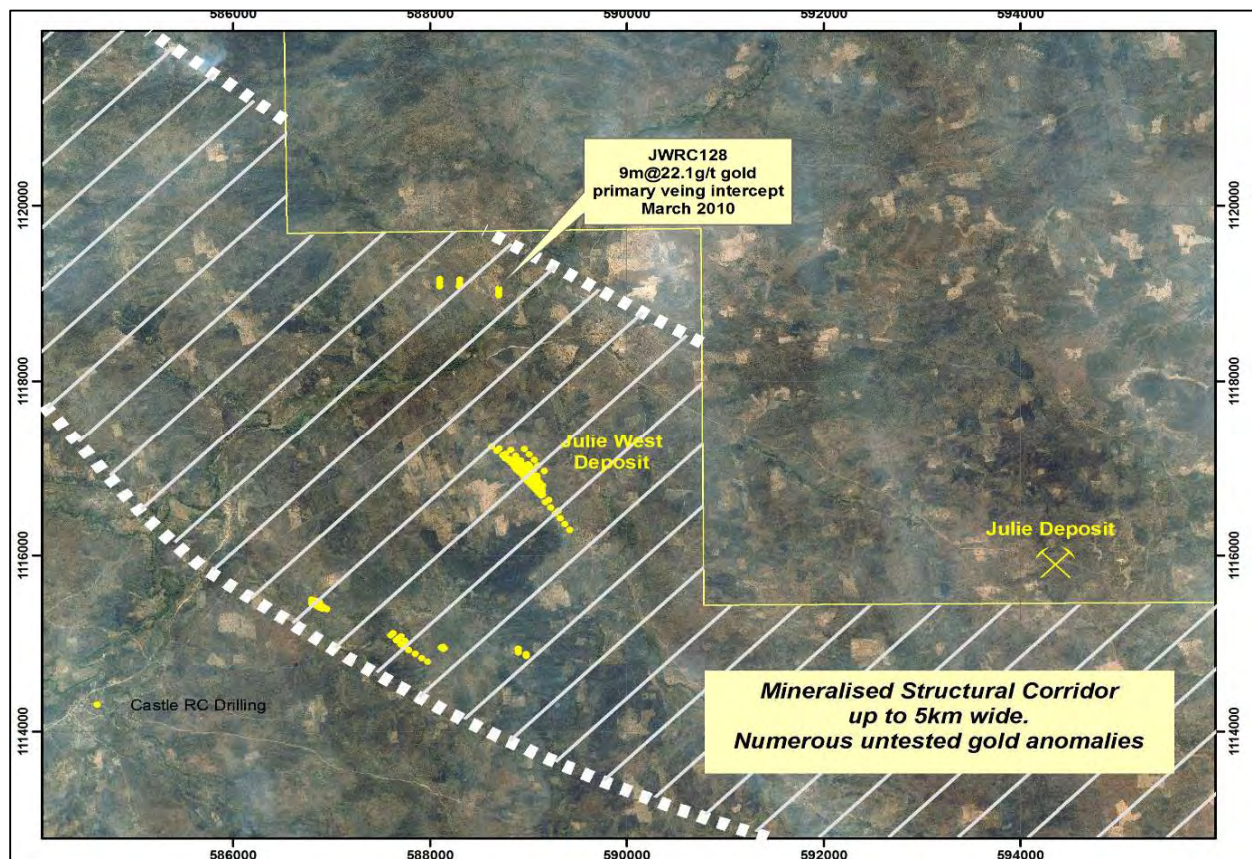 586000 588000 590000 592000 594000
1120000 1120000
JWRC128
9m@22.1g/t gold
primary veing intercept
March 2010
1118000 1118000
Julie West
Deposit
Julie Deposit
1116000 1116000
Castle RC Drilling
Mineralised Structural Corridor
up to 5km wide.
Numerous untested gold anomalies
1114000 1114000
586000 588000 590000 592000 594000